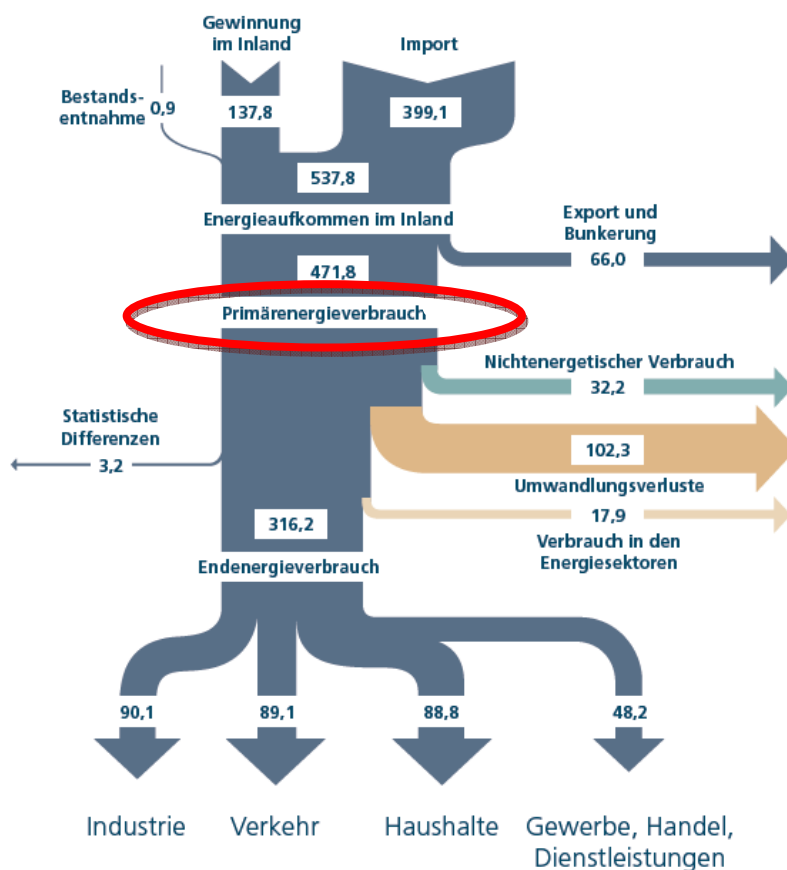 Gewinnung
im Inland
Import
Bestands-
entnahme
0,9
137,8
399,1
537,8
Energieaufkommen im Inland
Export und
Bunkerung
66,0
471,8
Primärenergieverbrauch
Nichtenergetischer Verbrauch
32,2
Statistische
Differenzen
3,2
102,3
Umwandlungsverluste
17,9
Verbrauch in den
Energiesektoren
316,2
Endenergieverbrauch
90,1
89,1
88,8
48,2
Industrie
Verkehr
Haushalte
Gewerbe, Handel,
Dienstleistungen